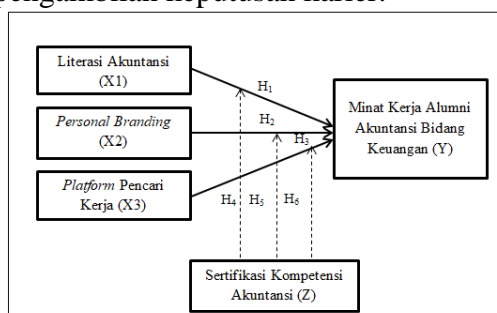 pengambilan keputusan karier.
Literasi Akuntansi
(X1)
H₁
Personal Branding
(X2)
H₂
H₃
Platform Pencari
Kerja (X3)
Minat Kerja Alumni
Akuntansi Bidang
Keuangan (Y)
H₄ H₅ H₆
Sertifikasi Kompetensi
Akuntansi (Z)